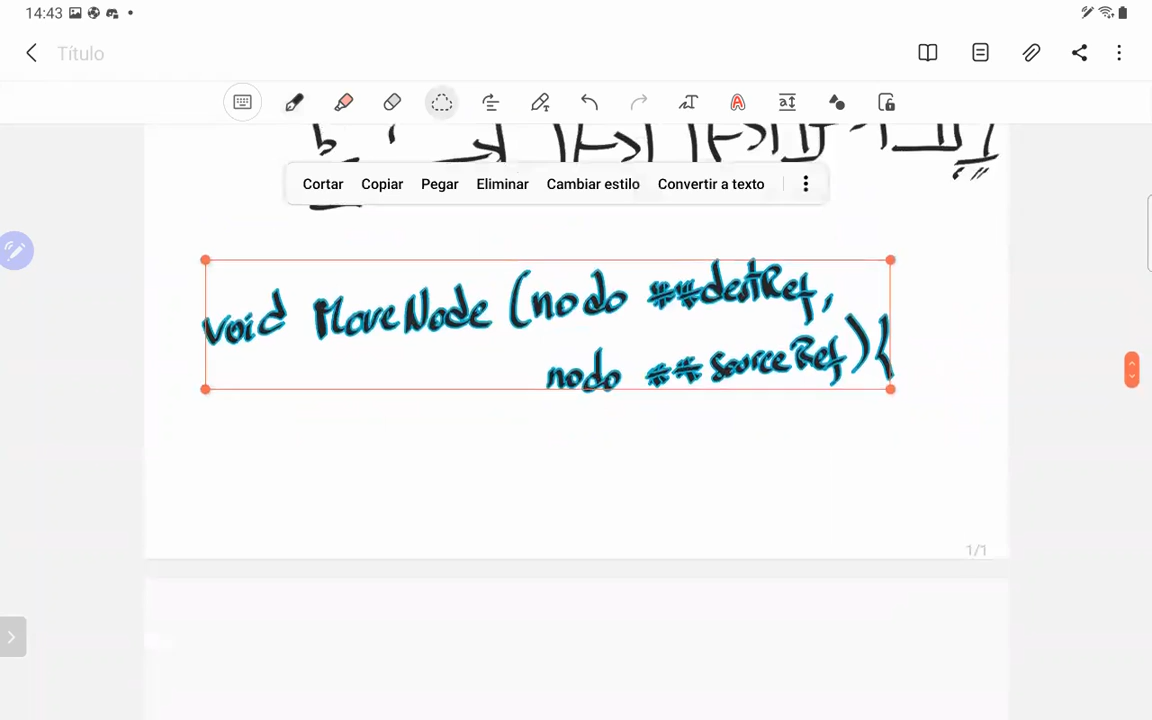 14:43
Título
Cortar Copiar Pegar Eliminar Cambiar estilo Convertir a texto
void MoveNode (nodo **destRef,
nodo **sourceRef){
1/1